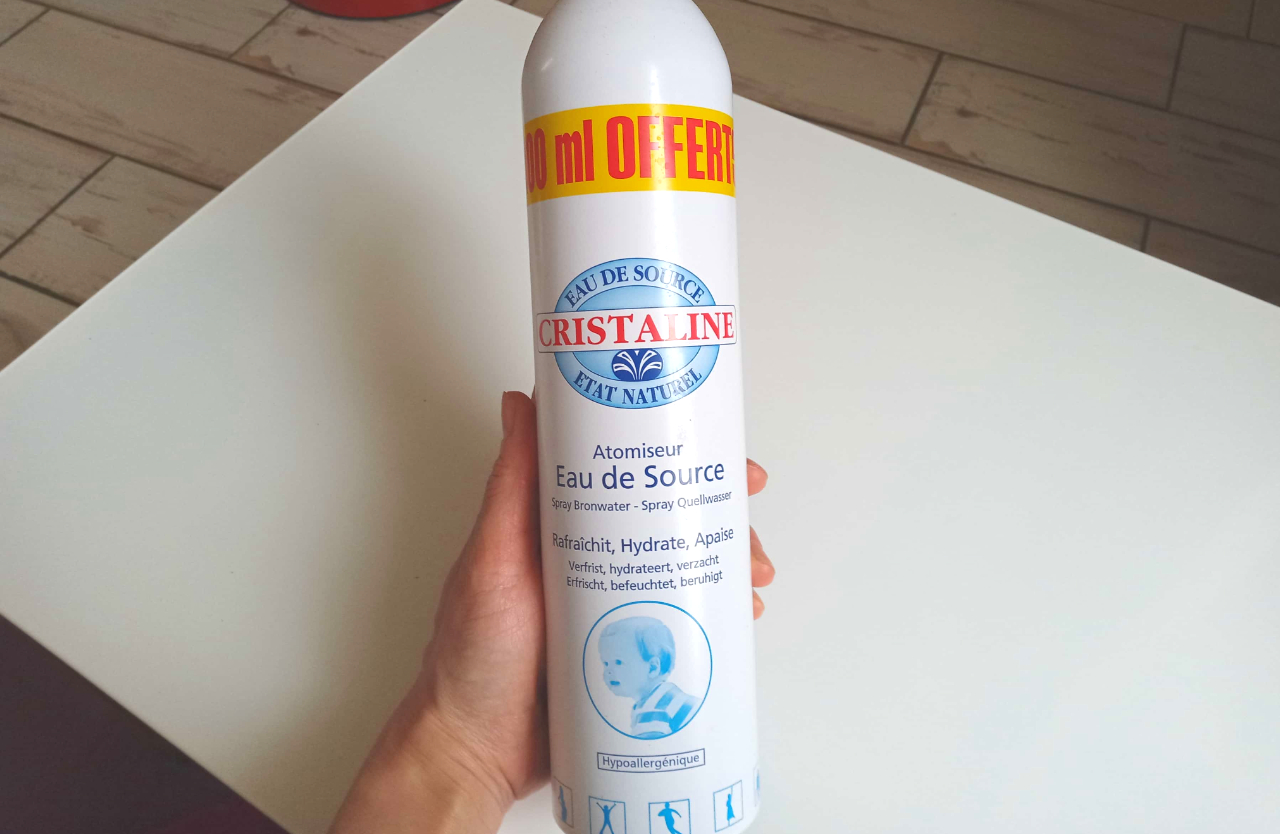 00 ml OFFERT
EAU DE SOURCE
CRISTALINE
ETAT NATUREL
Atomiseur
Eau de Source
Spray Bronwater - Spray Quellwasser
Rafraîchit, Hydrate, Apaise
Verfrist, hydrateert, verzacht
Erfrischt, befeuchtet, beruhigt
Hypoallergénique